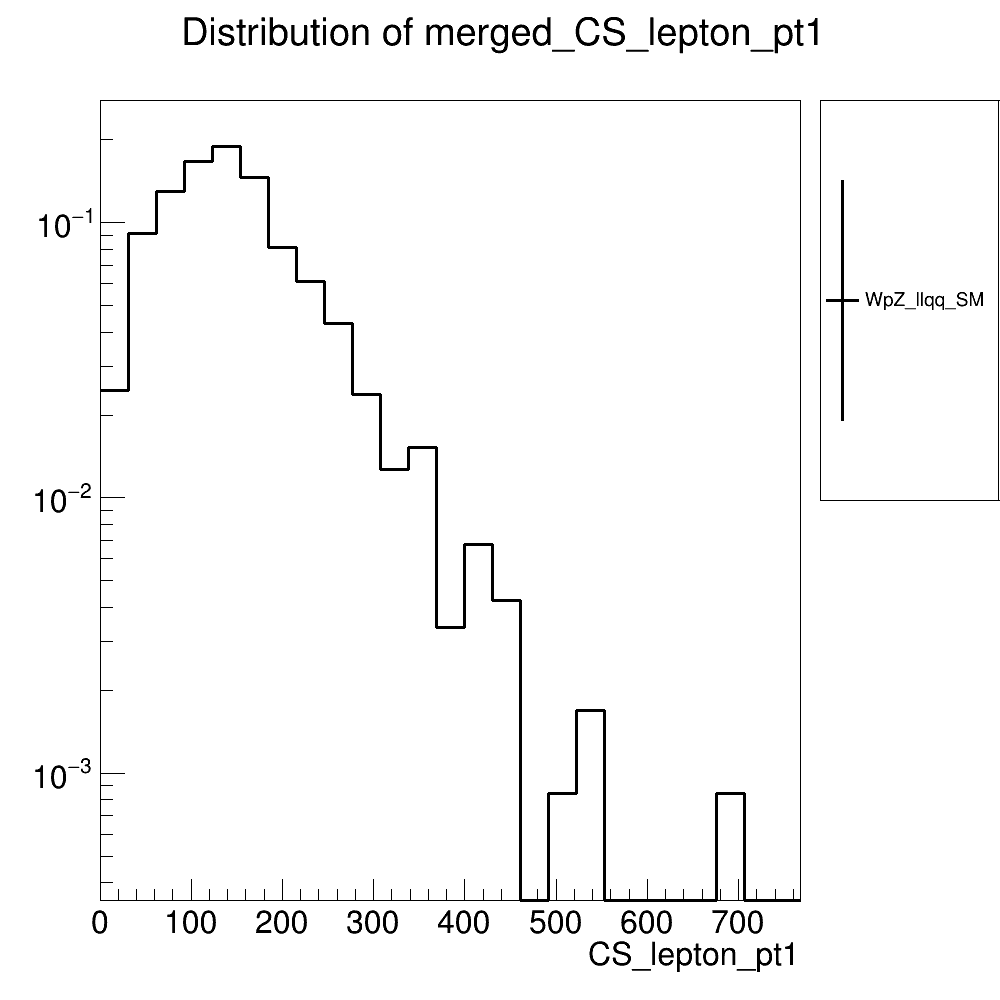 Distribution of merged_CS_lepton_pt1
10⁻¹
10⁻²
10⁻³
0 100 200 300 400 500 600 700
CS_lepton_pt1
WpZ_llqq_SM